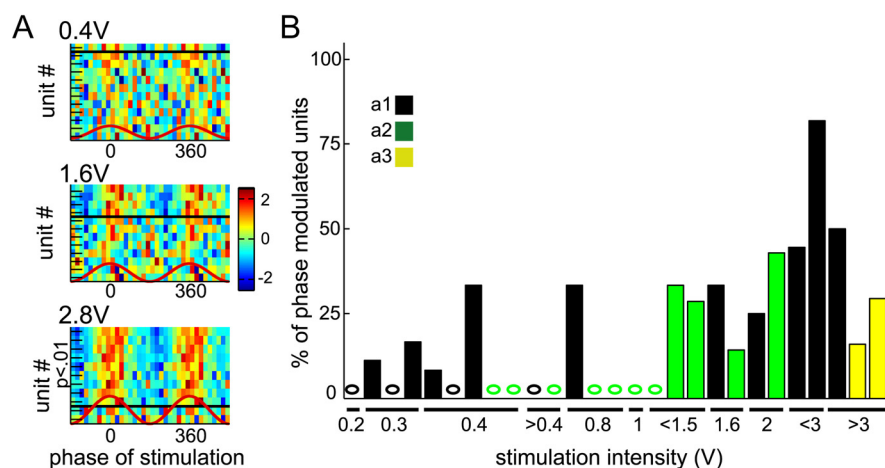 A
0.4V
unit #
0 360
1.6V
unit #
0 360
2
0
-2
2.8V
unit #
p<.01
0 360
phase of stimulation
B
100
75
50
25
0
% of phase modulated units
a1
a2
a3
0.2 0.3 0.4 >0.4 0.8 1 <1.5 1.6 2 <3 >3
stimulation intensity (V)